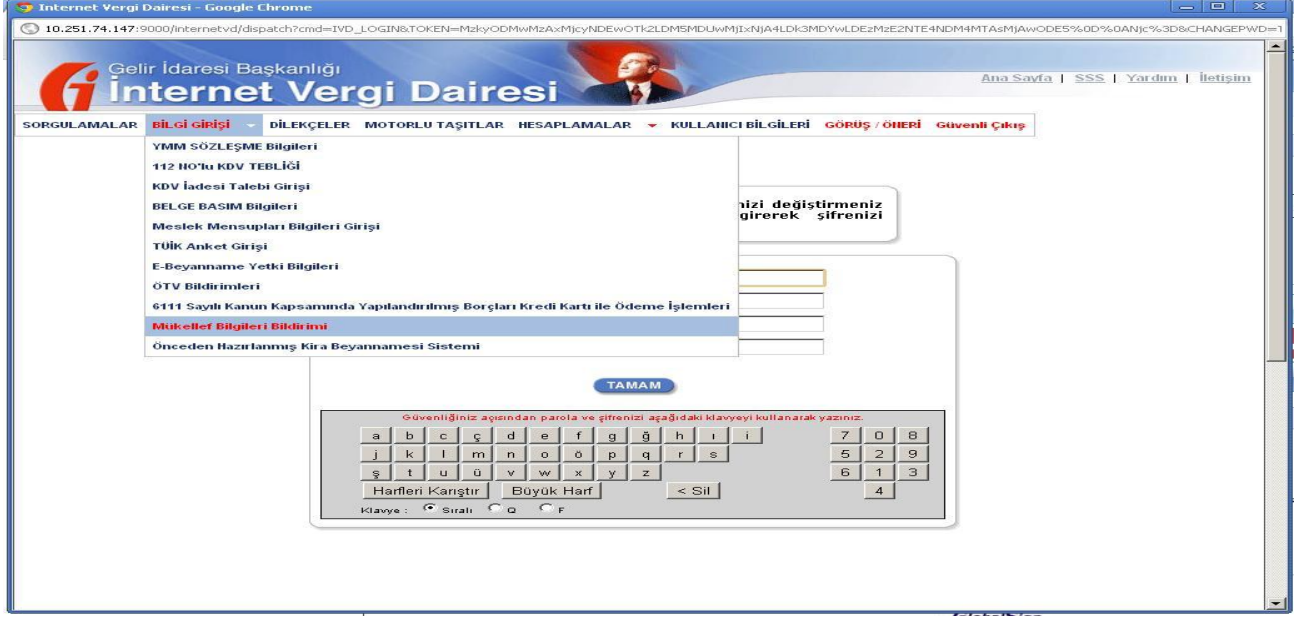 Internet Vergi Dairesi - Google Chrome
10.251.74.147:9000/internetvd/dispatch?cmd=IVD_LOGIN&TOKEN=
Gelir İdaresi Başkanlığı
İnternet Vergi Dairesi
Ana Sayfa | SSS | Yardım | İletişim
SORGULAMALAR BİLGİ GİRİŞİ DİLEKÇELER MOTORLU TAŞITLAR HESAPLAMALAR KULLANICI BİLGİLERİ GÖRÜŞ / ÖNERİ Güvenli Çıkış
YMM SÖZLEŞME Bilgileri
112 NO'lu KDV TEBLİĞİ
KDV İadesi Talebi Girişi
BELGE BASIM Bilgileri
nizi değiştirmeniz
Meslek Mensupları Bilgileri Girişi
girerek şifrenizi
TÜİK Anket Girişi
E-Beyanname Yetki Bilgileri
ÖTV Bildirimleri
6111 Sayılı Kanun Kapsamında Yapılandırılmış Borçları Kredi Kartı ile Ödeme İşlemleri
Mükellef Bilgileri Bildirimi
Önceden Hazırlanmış Kira Beyannamesi Sistemi
TAMAM
Güvenliğiniz açısından parola ve şifrenizi aşağıdaki klavyeyi kullanarak yazınız.
a b c ç d e f g ğ h ı i 7 0 8
j k l m n o ö p q r s 5 2 9
ş t u ü v w x y z 6 1 3
Harfleri Karıştır Büyük Harf < Sil 4
Klavye : Sıralı Q F